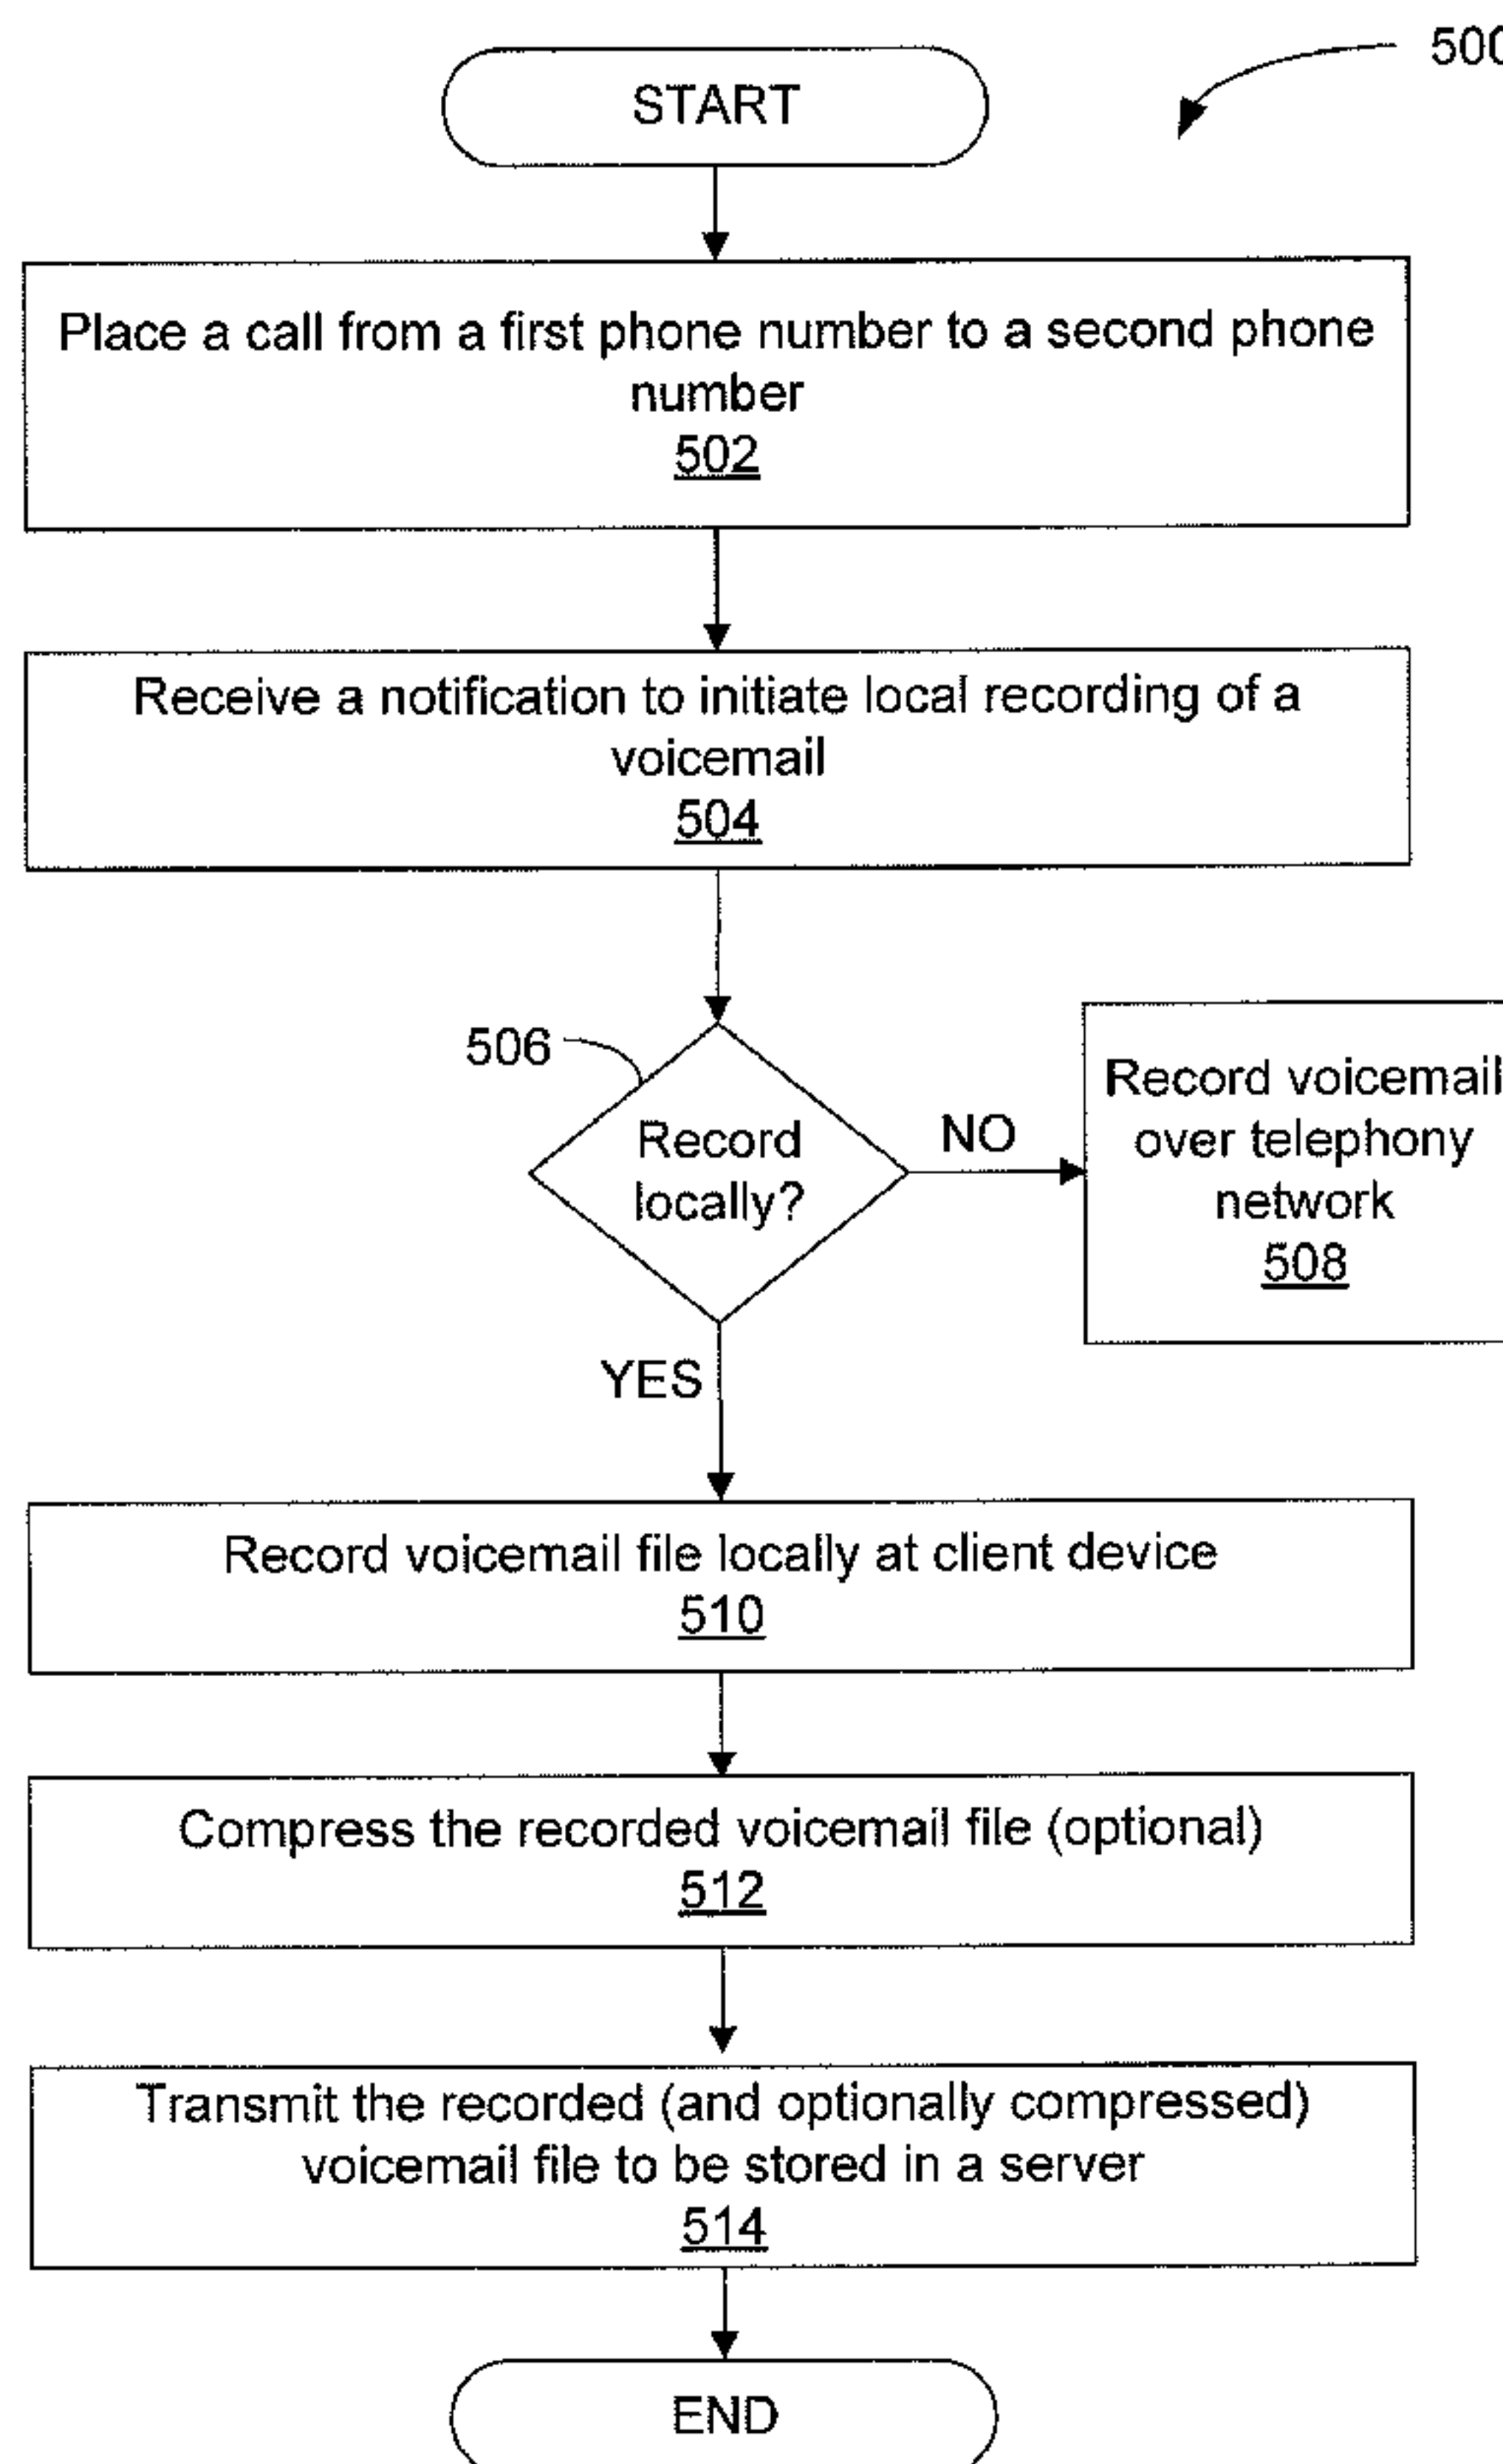 500
START
Place a call from a first phone number to a second phone
number
502
Receive a notification to initiate local recording of a
voicemail
504
506
Record
locally?
NO
Record voicemail
over telephony
network
508
YES
Record voicemail file locally at client device
510
Compress the recorded voicemail file (optional)
512
Transmit the recorded (and optionally compressed)
voicemail file to be stored in a server
514
END